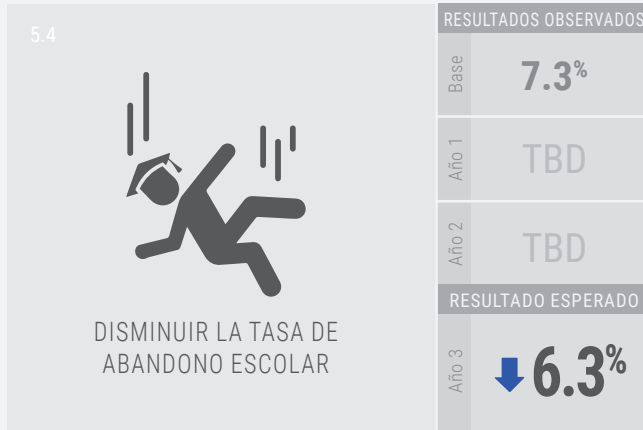 5.4
DISMINUIR LA TASA DE
ABANDONO ESCOLAR
RESULTADOS OBSERVADOS
Base
7.3%
Año 1
TBD
Año 2
TBD
RESULTADO ESPERADO
Año 3
6.3%